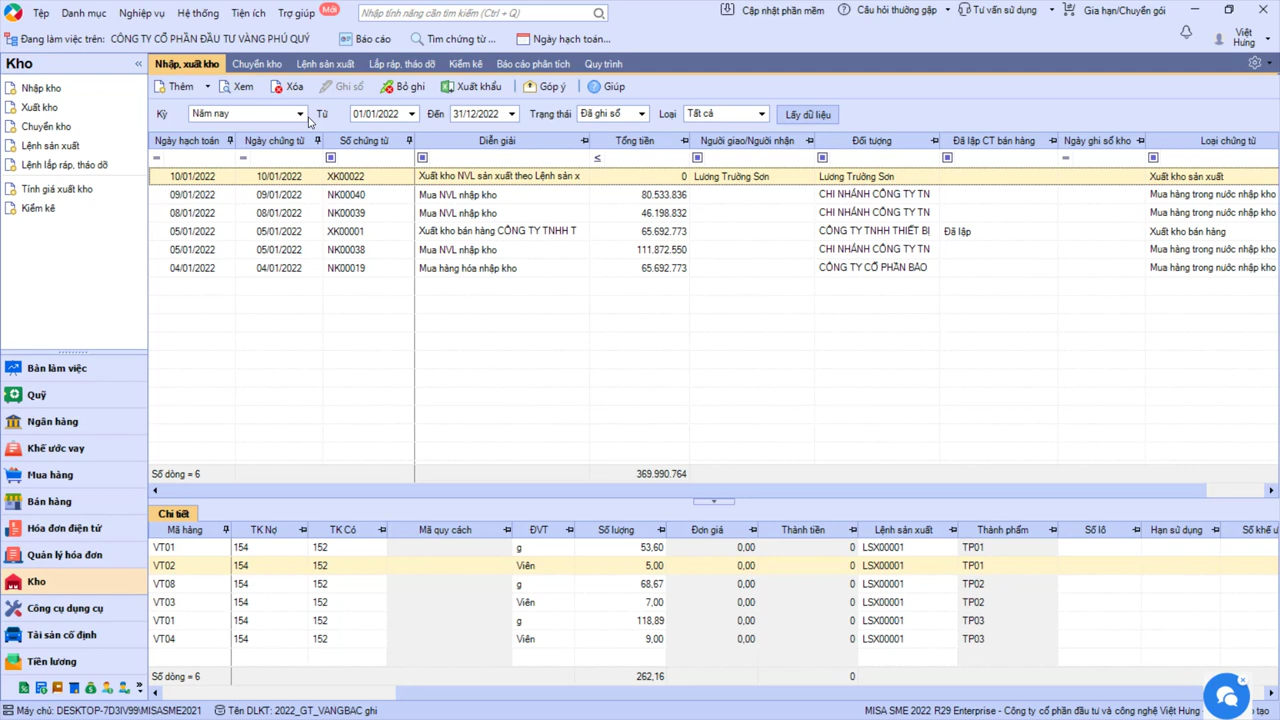 Tệp Danh mục Nghiệp vụ Hệ thống Tiện ích Trợ giúp Mới Nhập tính năng cần tìm kiếm (Ctrl + Q) Cập nhật phần mềm Câu hỏi thường gặp Tư vấn sử dụng Gia hạn/Chuyển gói
Đang làm việc trên: CÔNG TY CỔ PHẦN ĐẦU TƯ VÀNG PHÚ QUÝ Báo cáo Tìm chứng từ ... Ngày hạch toán... Việt Hưng
Kho «
Nhập kho
Xuất kho
Chuyển kho
Lệnh sản xuất
Lệnh lắp ráp, tháo dỡ
Tính giá xuất kho
Kiểm kê
Bàn làm việc
Quỹ
Ngân hàng
Khế ước vay
Mua hàng
Bán hàng
Hóa đơn điện tử
Quản lý hóa đơn
Kho
Công cụ dụng cụ
Tài sản cố định
Tiền lương
Nhập, xuất kho Chuyển kho Lệnh sản xuất Lắp ráp, tháo dỡ Kiểm kê Báo cáo phân tích Quy trình
Thêm Xem Xóa Ghi sổ Bỏ ghi Xuất khẩu Góp ý Giúp
Kỳ Năm nay Từ 01/01/2022 Đến 31/12/2022 Trạng thái Đã ghi sổ Loại Tất cả Lấy dữ liệu
Ngày hạch toán Ngày chứng từ Số chứng từ Diễn giải Tổng tiền Người giao/Người nhận Đối tượng Đã lập CT bán hàng Ngày ghi sổ kho Loại chứng từ
= = ≤ =
10/01/2022 10/01/2022 XK00022 Xuất kho NVL sản xuất theo Lệnh sản x 0 Lương Trường Sơn Lương Trường Sơn Xuất kho sản xuất
09/01/2022 09/01/2022 NK00040 Mua NVL nhập kho 80.533.836 CHI NHÁNH CÔNG TY TN Mua hàng trong nước nhập kho
08/01/2022 08/01/2022 NK00039 Mua NVL nhập kho 46.198.832 CHI NHÁNH CÔNG TY TN Mua hàng trong nước nhập kho
05/01/2022 05/01/2022 XK00001 Xuất kho bán hàng CÔNG TY TNHH T 65.692.773 CÔNG TY TNHH THIẾT BỊ Đã lập Xuất kho bán hàng
05/01/2022 05/01/2022 NK00038 Mua NVL nhập kho 111.872.550 CHI NHÁNH CÔNG TY TN Mua hàng trong nước nhập kho
04/01/2022 04/01/2022 NK00019 Mua hàng hóa nhập kho 65.692.773 CÔNG TY CỔ PHẦN BAO Mua hàng trong nước nhập kho
Số dòng = 6 369.990.764
Chi tiết
Mã hàng TK Nợ TK Có Mã quy cách ĐVT Số lượng Đơn giá Thành tiền Lệnh sản xuất Thành phẩm Số lô Hạn sử dụng Số khế ư
VT01 154 152 g 53,60 0,00 0 LSX00001 TP01
VT02 154 152 Viên 5,00 0,00 0 LSX00001 TP01
VT08 154 152 g 68,67 0,00 0 LSX00001 TP02
VT03 154 152 Viên 7,00 0,00 0 LSX00001 TP02
VT01 154 152 g 118,89 0,00 0 LSX00001 TP03
VT04 154 152 Viên 9,00 0,00 0 LSX00001 TP03
Số dòng = 6 262,16 0
Máy chủ: DESKTOP-7D3IV99\MISASME2021 Tên DLKT: 2022_GT_VANGBAC ghi MISA SME 2022 R29 Enterprise - Công ty cổ phần đầu tư và công nghệ Việt Hưng tạo